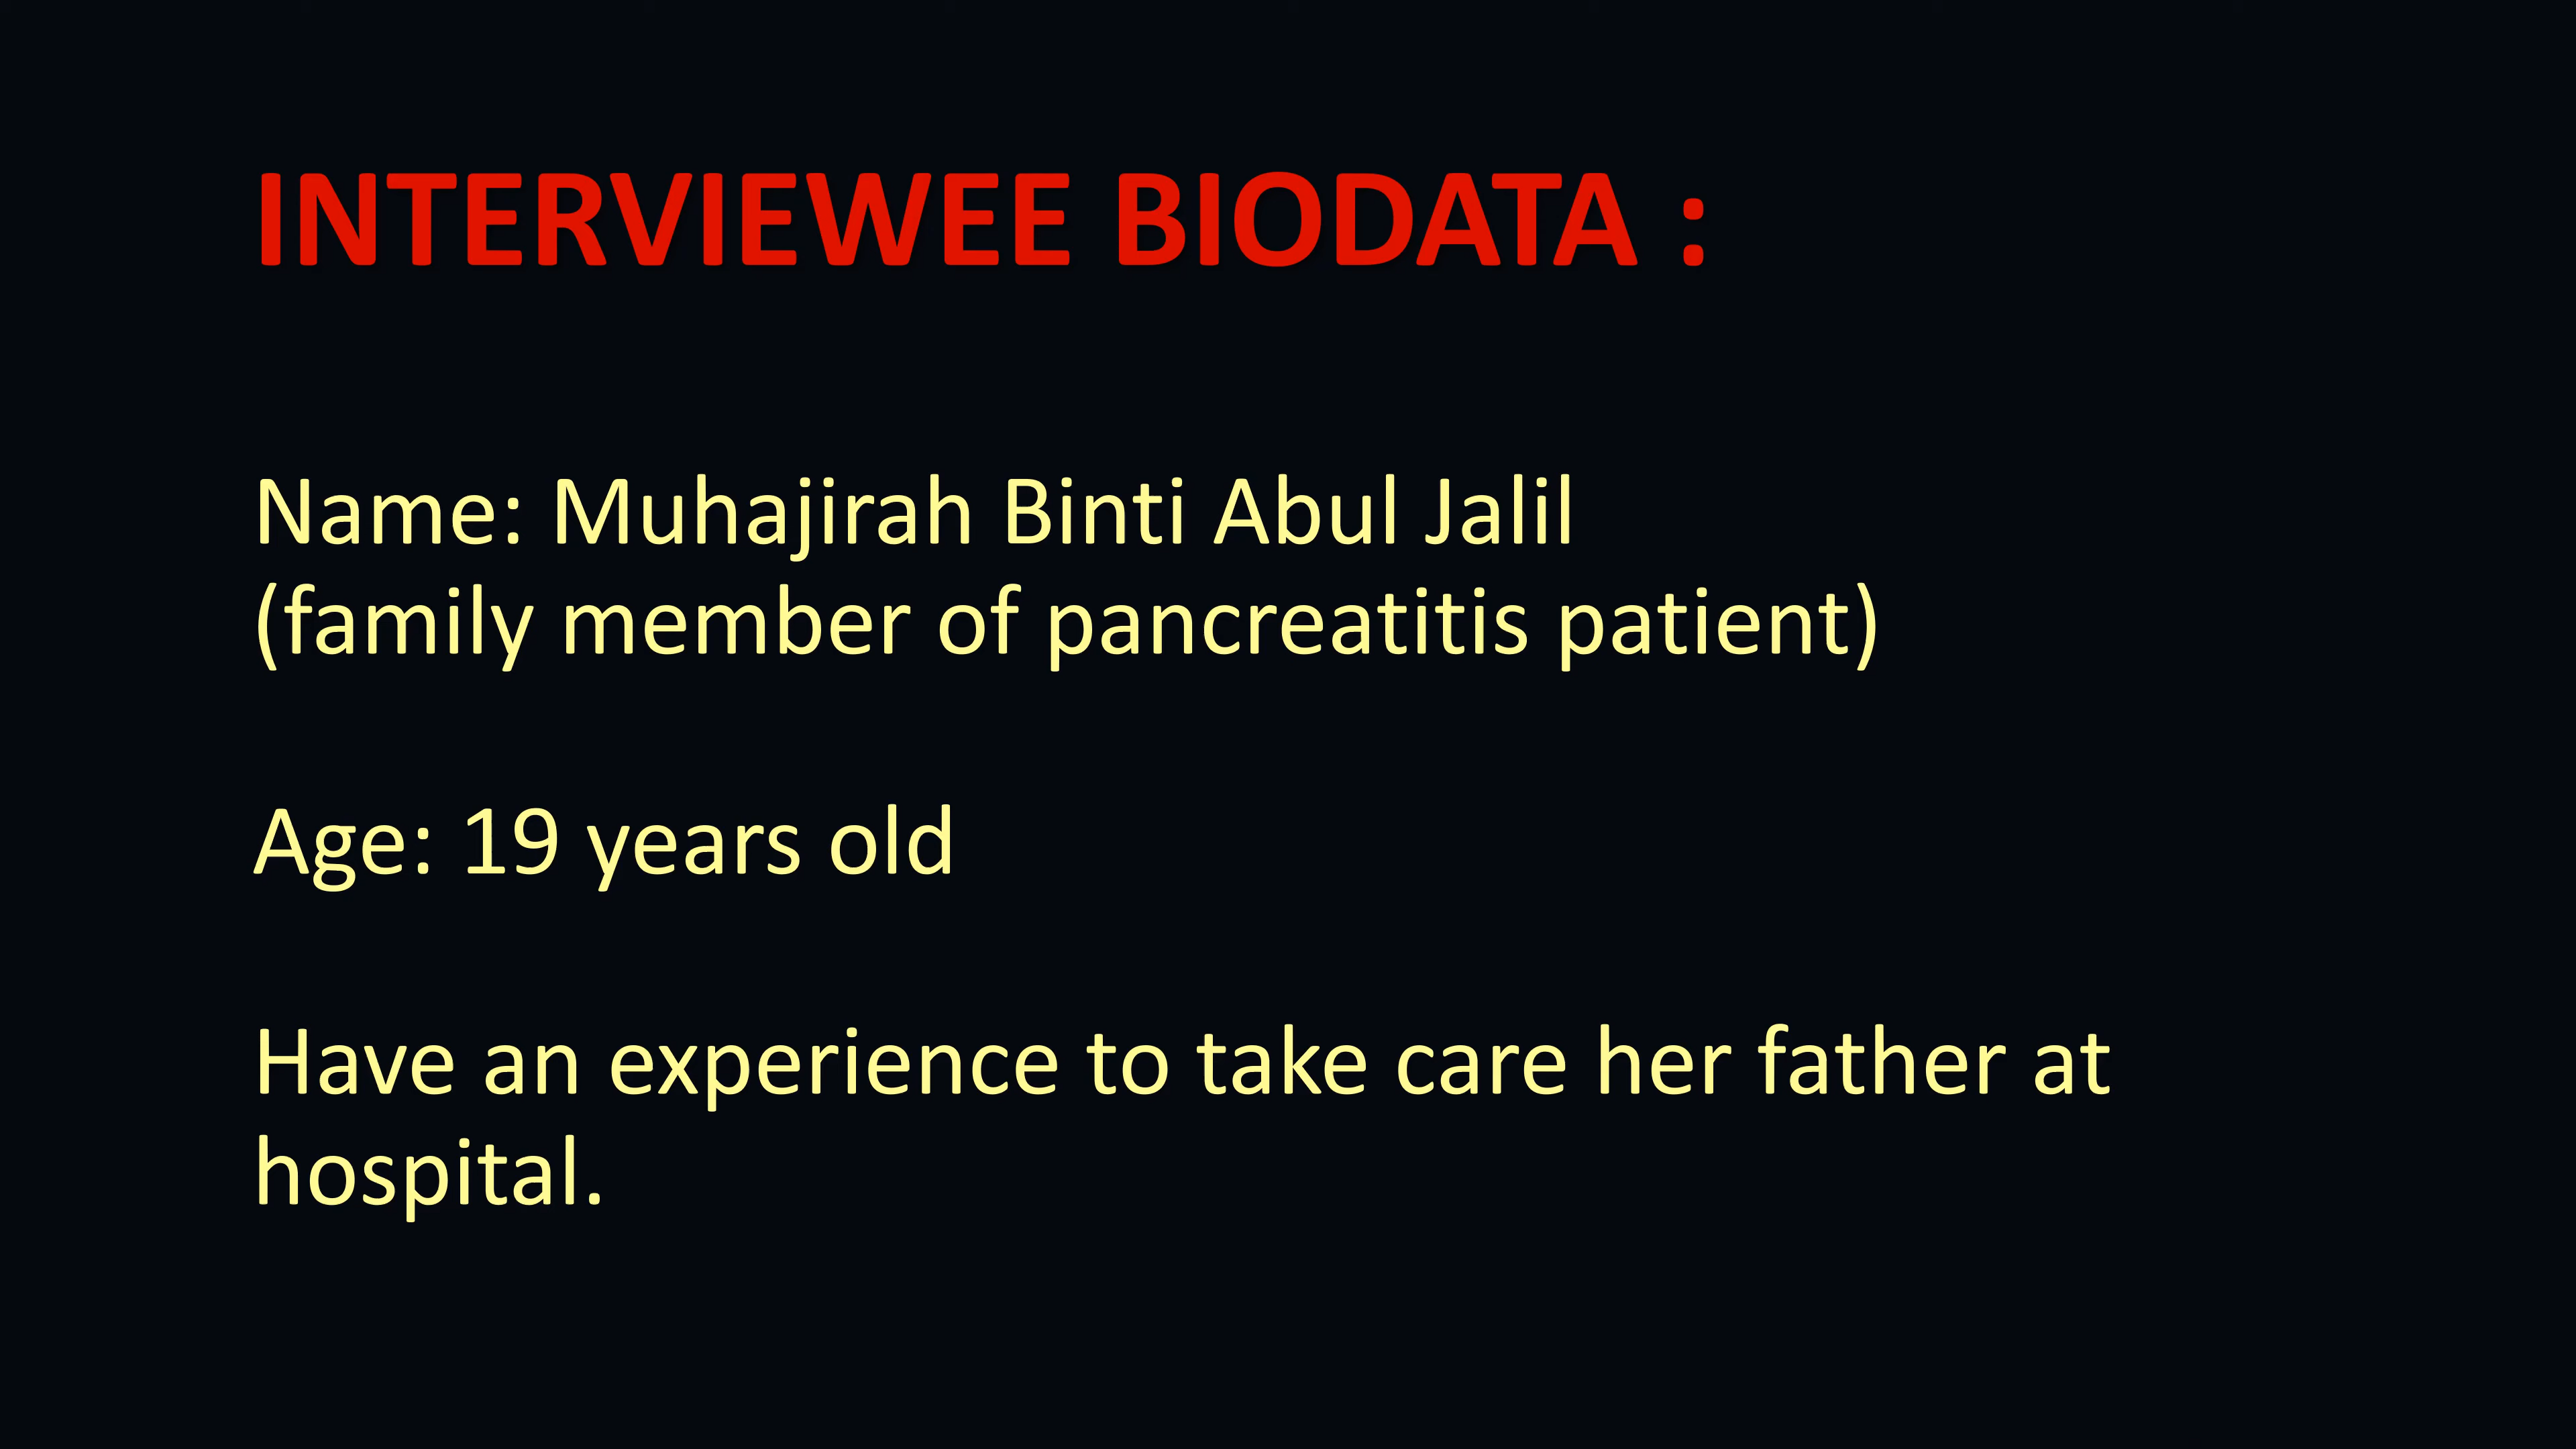 INTERVIEWEE BIODATA :
Name: Muhajirah Binti Abul Jalil
(family member of pancreatitis patient)
Age: 19 years old
Have an experience to take care her father at
hospital.